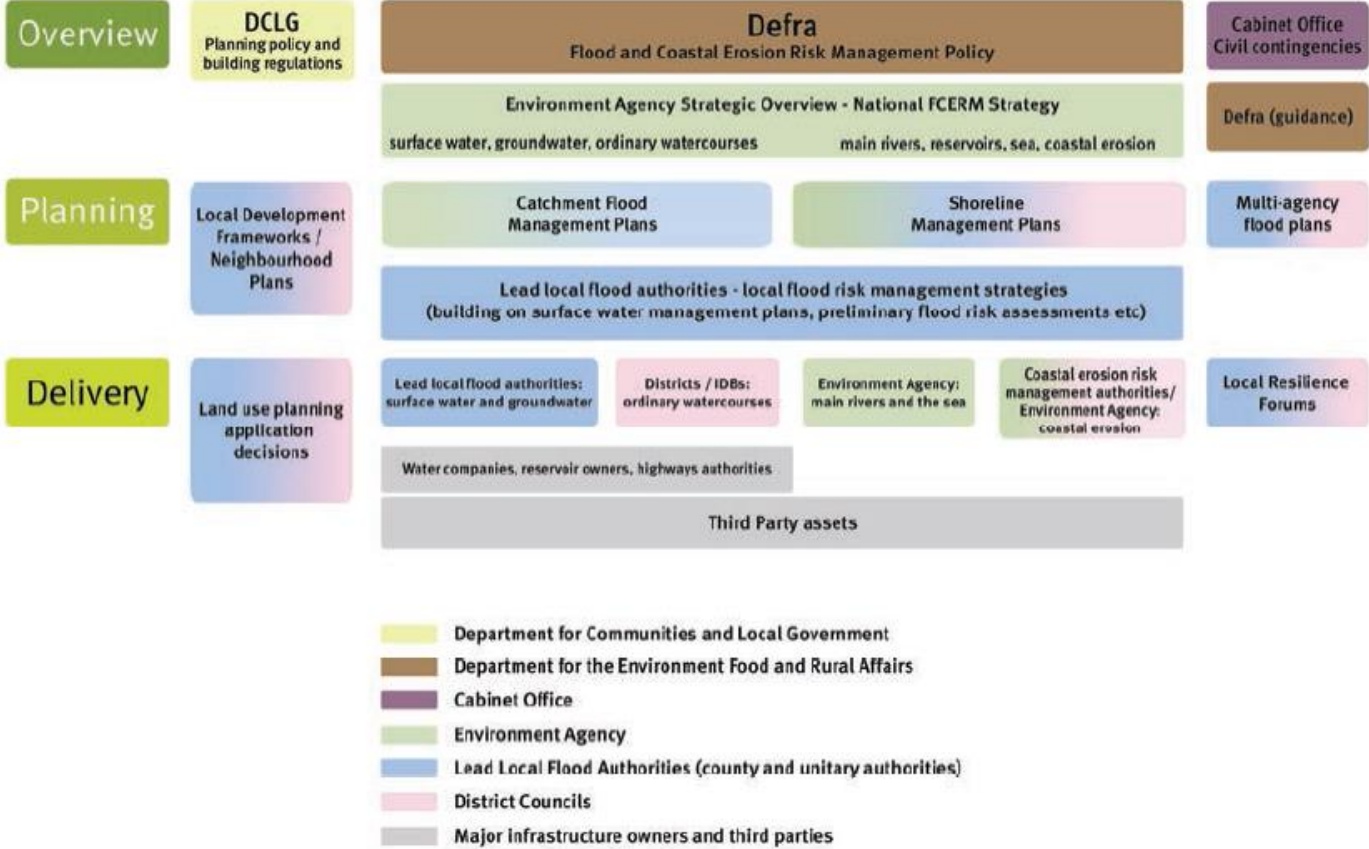 Overview
DCLG
Planning policy and
building regulations
Defra
Flood and Coastal Erosion Risk Management Policy
Cabinet Office
Civil contingencies
Environment Agency Strategic Overview - National FCERM Strategy
surface water, groundwater, ordinary watercourses
main rivers, reservoirs, sea, coastal erosion
Defra (guidance)
Planning
Local Development
Frameworks /
Neighbourhood
Plans
Catchment Flood
Management Plans
Shoreline
Management Plans
Multi-agency
flood plans
Lead local flood authorities - local flood risk management strategies
(building on surface water management plans, preliminary flood risk assessments etc)
Delivery
Land use planning
application
decisions
Lead local flood authorities:
surface water and groundwater
Districts / IDBs:
ordinary watercourses
Environment Agency:
main rivers and the sea
Coastal erosion risk
management authorities/
Environment Agency:
coastal erosion
Local Resilience
Forums
Water companies, reservoir owners, highways authorities
Third Party assets
Department for Communities and Local Government
Department for the Environment Food and Rural Affairs
Cabinet Office
Environment Agency
Lead Local Flood Authorities (county and unitary authorities)
District Councils
Major infrastructure owners and third parties